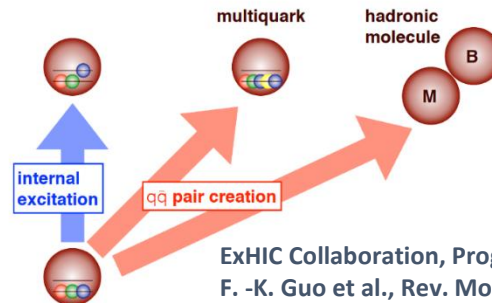 multiquark
hadronic
molecule
B
M
internal
excitation
qq̄ pair creation
ExHIC Collaboration, Prog
F. -K. Guo et al., Rev. Mo